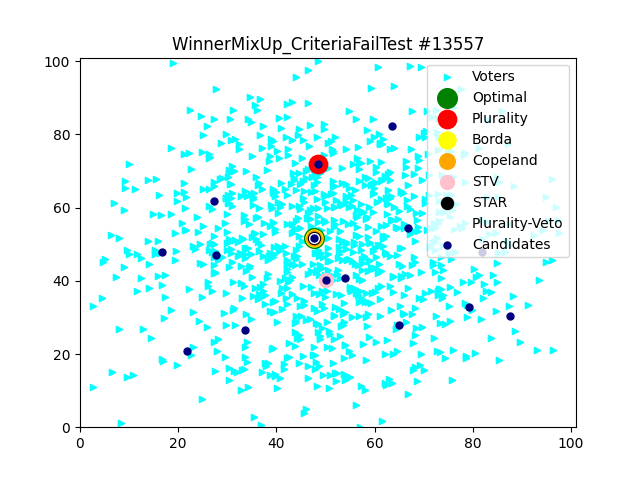 WinnerMixUp_CriteriaFailTest #13557
100
80
60
40
20
0
0
20
40
60
80
100
Voters
Optimal
Plurality
Borda
Copeland
STV
STAR
Plurality-Veto
Candidates